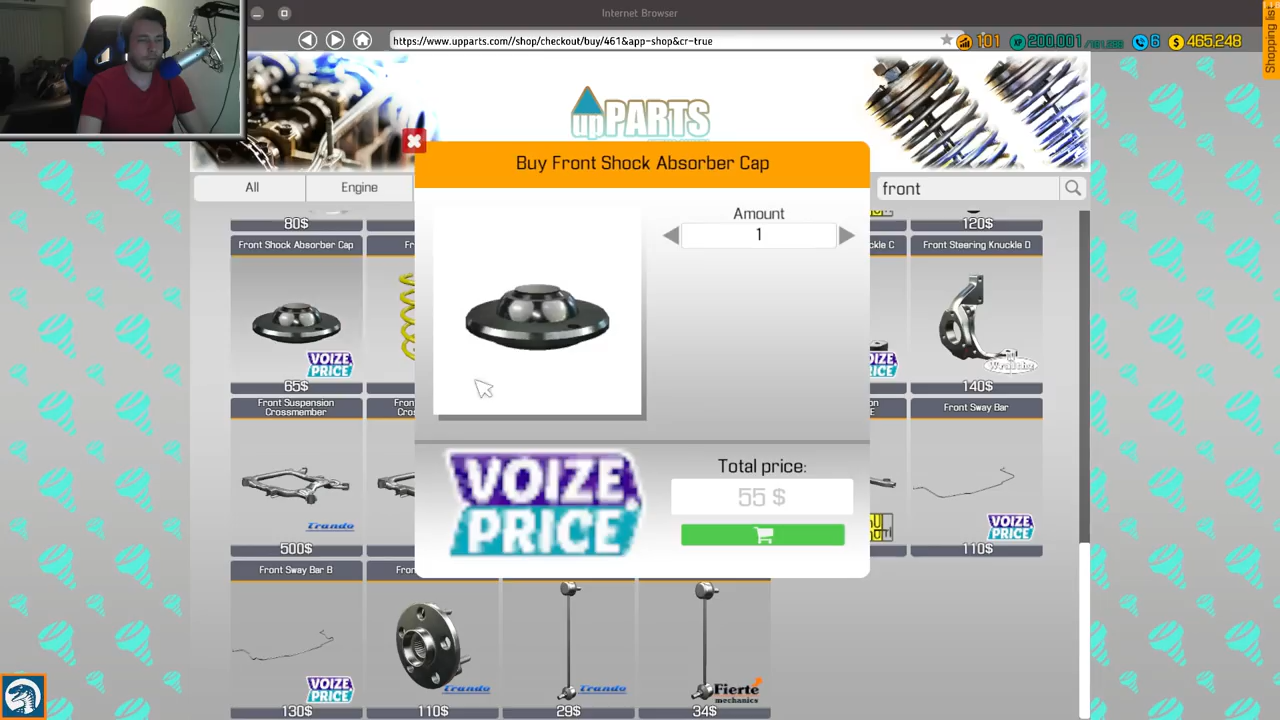 Internet Browser
https://www.upparts.com//shop/checkout/buy/461&app-shop&cr-true
101
200.001
6
$ 465,248
Shopping list
upPARTS
Buy Front Shock Absorber Cap
All
Engine
front
Amount
1
80$
120$
Front Shock Absorber Cap
Front Steering Knuckle D
VOIZE
PRICE
65$
140$
Front Suspension
Crossmember
Front Sway Bar
VOIZE
PRICE
Total price:
55 $
Trando
500$
VOIZE
PRICE
110$
Front Sway Bar B
VOIZE
PRICE
130$
Trando
110$
Trando
29$
Fierte
mechanics
34$